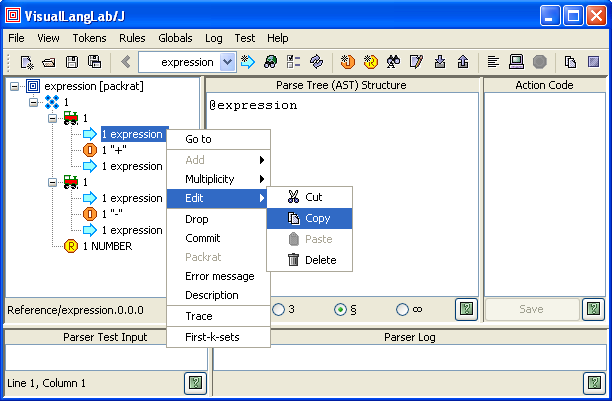 VisualLangLab/J
File View Tokens Rules Globals Log Test Help
expression
expression [packrat]
1
1
1 expression
1 "+"
1 expression
1
1 expression
1 "-"
1 expression
1 NUMBER
Reference/expression.0.0.0
Go to
Add
Multiplicity
Edit
Drop
Commit
Packrat
Error message
Description
Trace
First-k-sets
Cut
Copy
Paste
Delete
Parse Tree (AST) Structure
@expression
3 § ∞
Action Code
Save
Parser Test Input
Line 1, Column 1
Parser Log